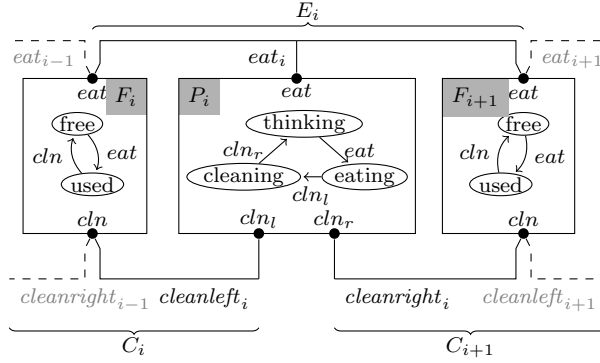 E_i
eat_{i−1} eat_i eat_{i+1}
eat F_i P_i eat F_{i+1} eat
free thinking free
cln eat cln_r eat cln eat
used cleaning cln_l eating used
cln cln_l cln_r cln
cleanright_{i−1} cleanleft_i cleanright_i cleanleft_{i+1}
C_i C_{i+1}